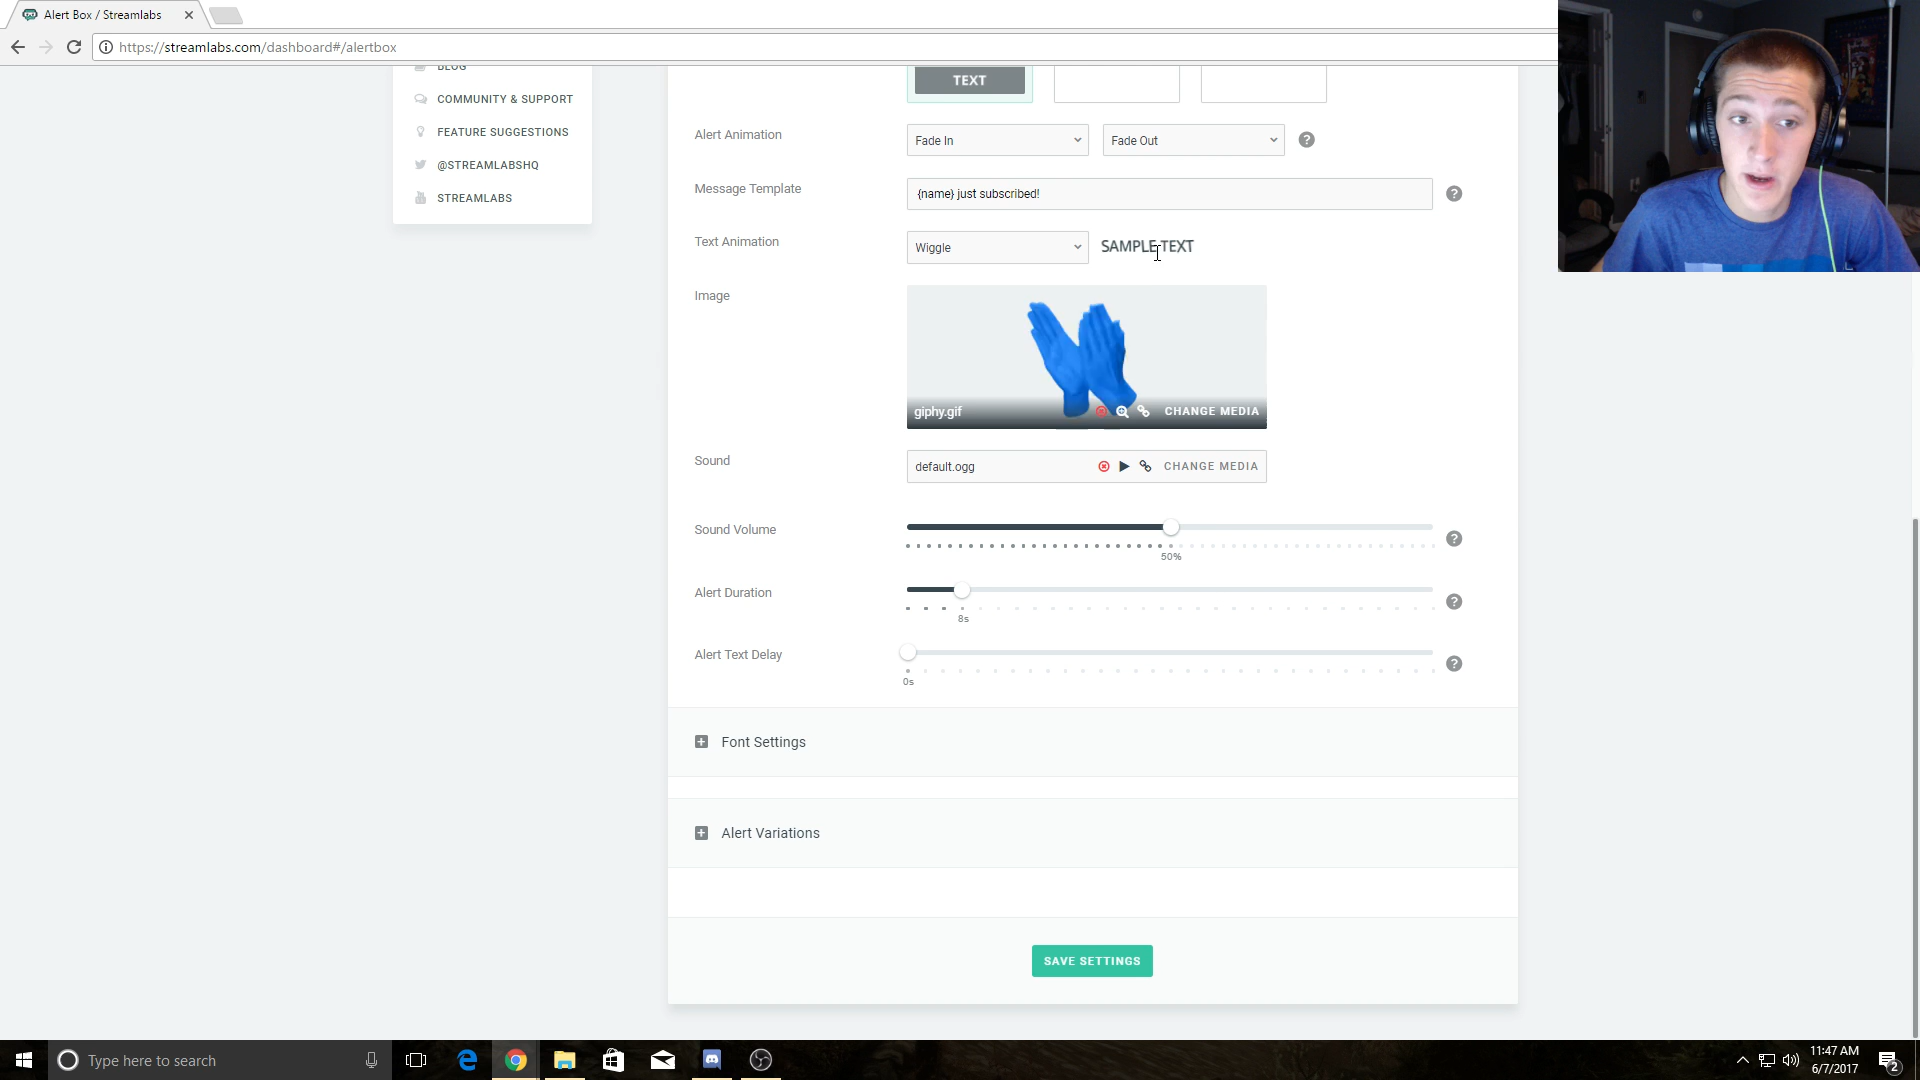 Alert Box / Streamlabs
https://streamlabs.com/dashboard#/alertbox
BLOG
COMMUNITY & SUPPORT
FEATURE SUGGESTIONS
@STREAMLABSHQ
STREAMLABS
TEXT
Alert Animation
Fade In
Fade Out
?
Message Template
{name} just subscribed!
?
Text Animation
Wiggle
SAMPLE TEXT
Image
giphy.gif
CHANGE MEDIA
Sound
default.ogg
CHANGE MEDIA
Sound Volume
?
50%
Alert Duration
?
8s
Alert Text Delay
?
0s
Font Settings
Alert Variations
SAVE SETTINGS
Type here to search
11:47 AM
6/7/2017
2